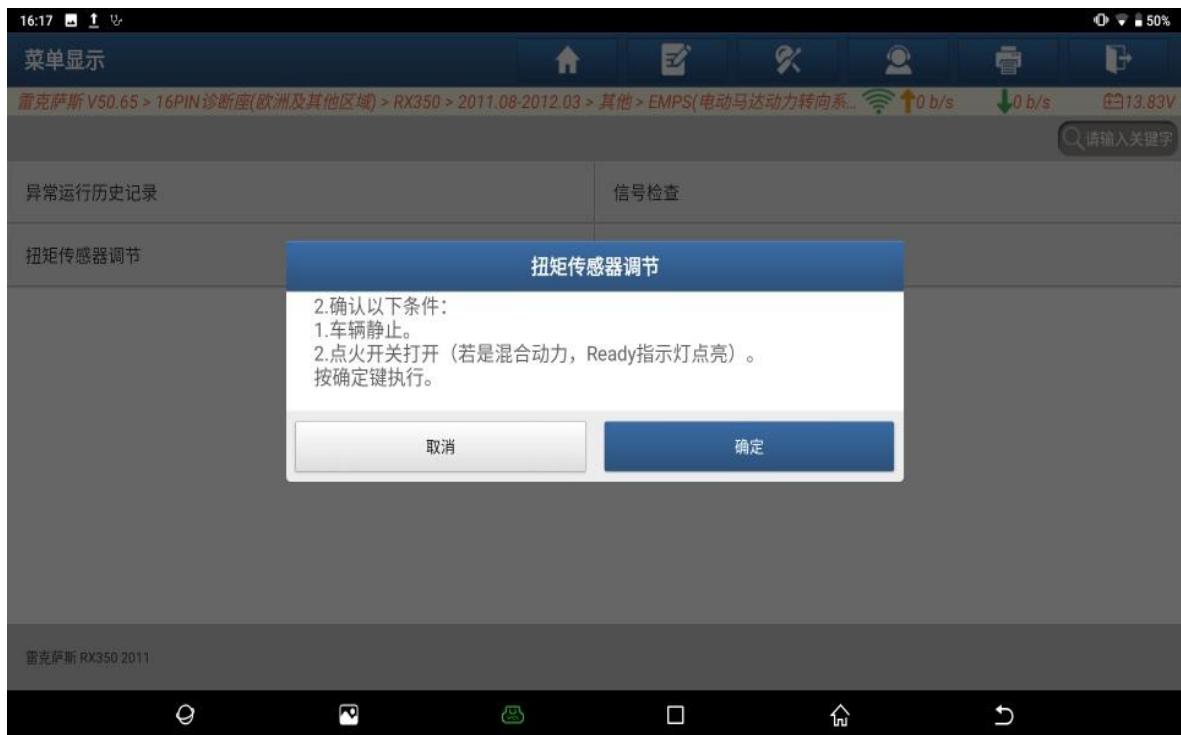 16:17
50%
菜单显示
雷克萨斯 V50.65 > 16PIN诊断座(欧洲及其他区域) > RX350 > 2011.08-2012.03 > 其他 > EMPS(电动马达动力转向系... 0 b/s 0 b/s 13.83V
请输入关键字
异常运行历史记录 信号检查
扭矩传感器调节
扭矩传感器调节
2.确认以下条件：
1.车辆静止。
2.点火开关打开（若是混合动力，Ready指示灯点亮）。
按确定键执行。
取消 确定
雷克萨斯 RX350 2011